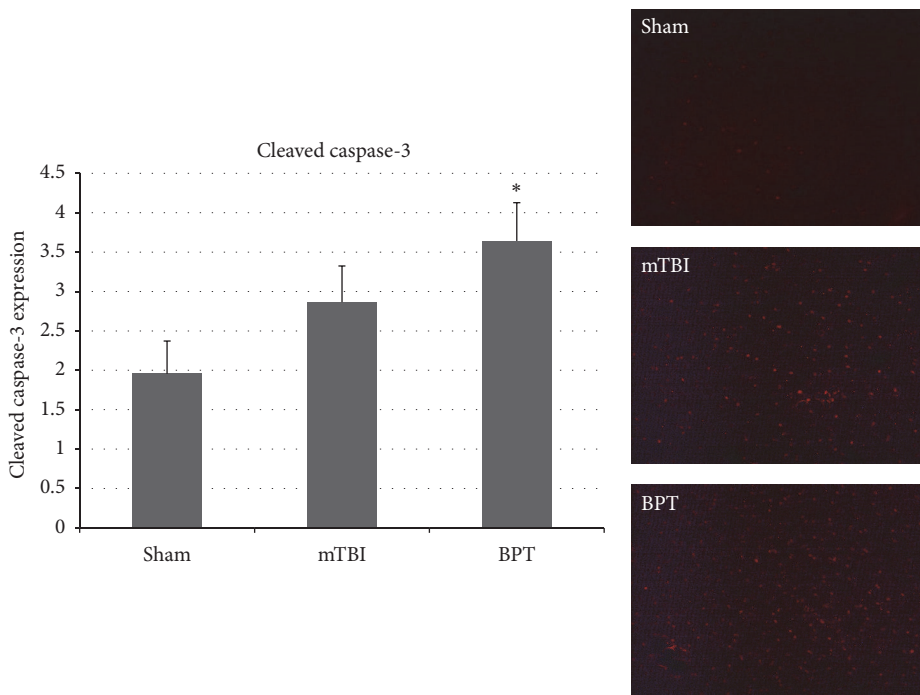 Cleaved caspase-3
Cleaved caspase-3 expression
4.5
4
3.5
3
2.5
2
1.5
1
0.5
0
*
Sham
mTBI
BPT
Sham
mTBI
BPT